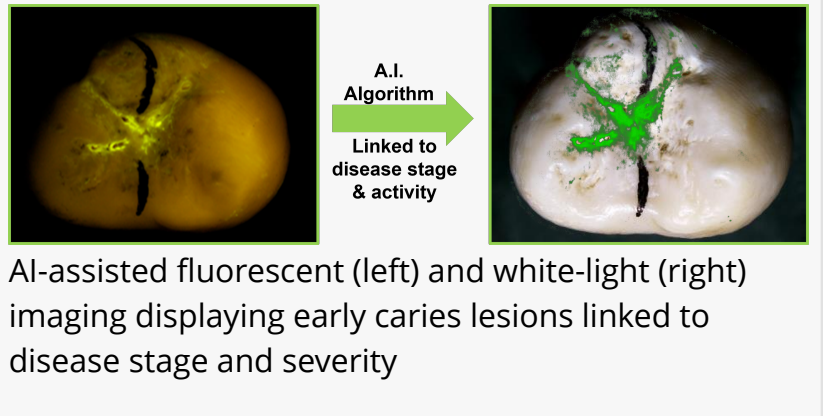 A.I.
Algorithm
Linked to
disease stage
& activity
AI-assisted fluorescent (left) and white-light (right)
imaging displaying early caries lesions linked to
disease stage and severity